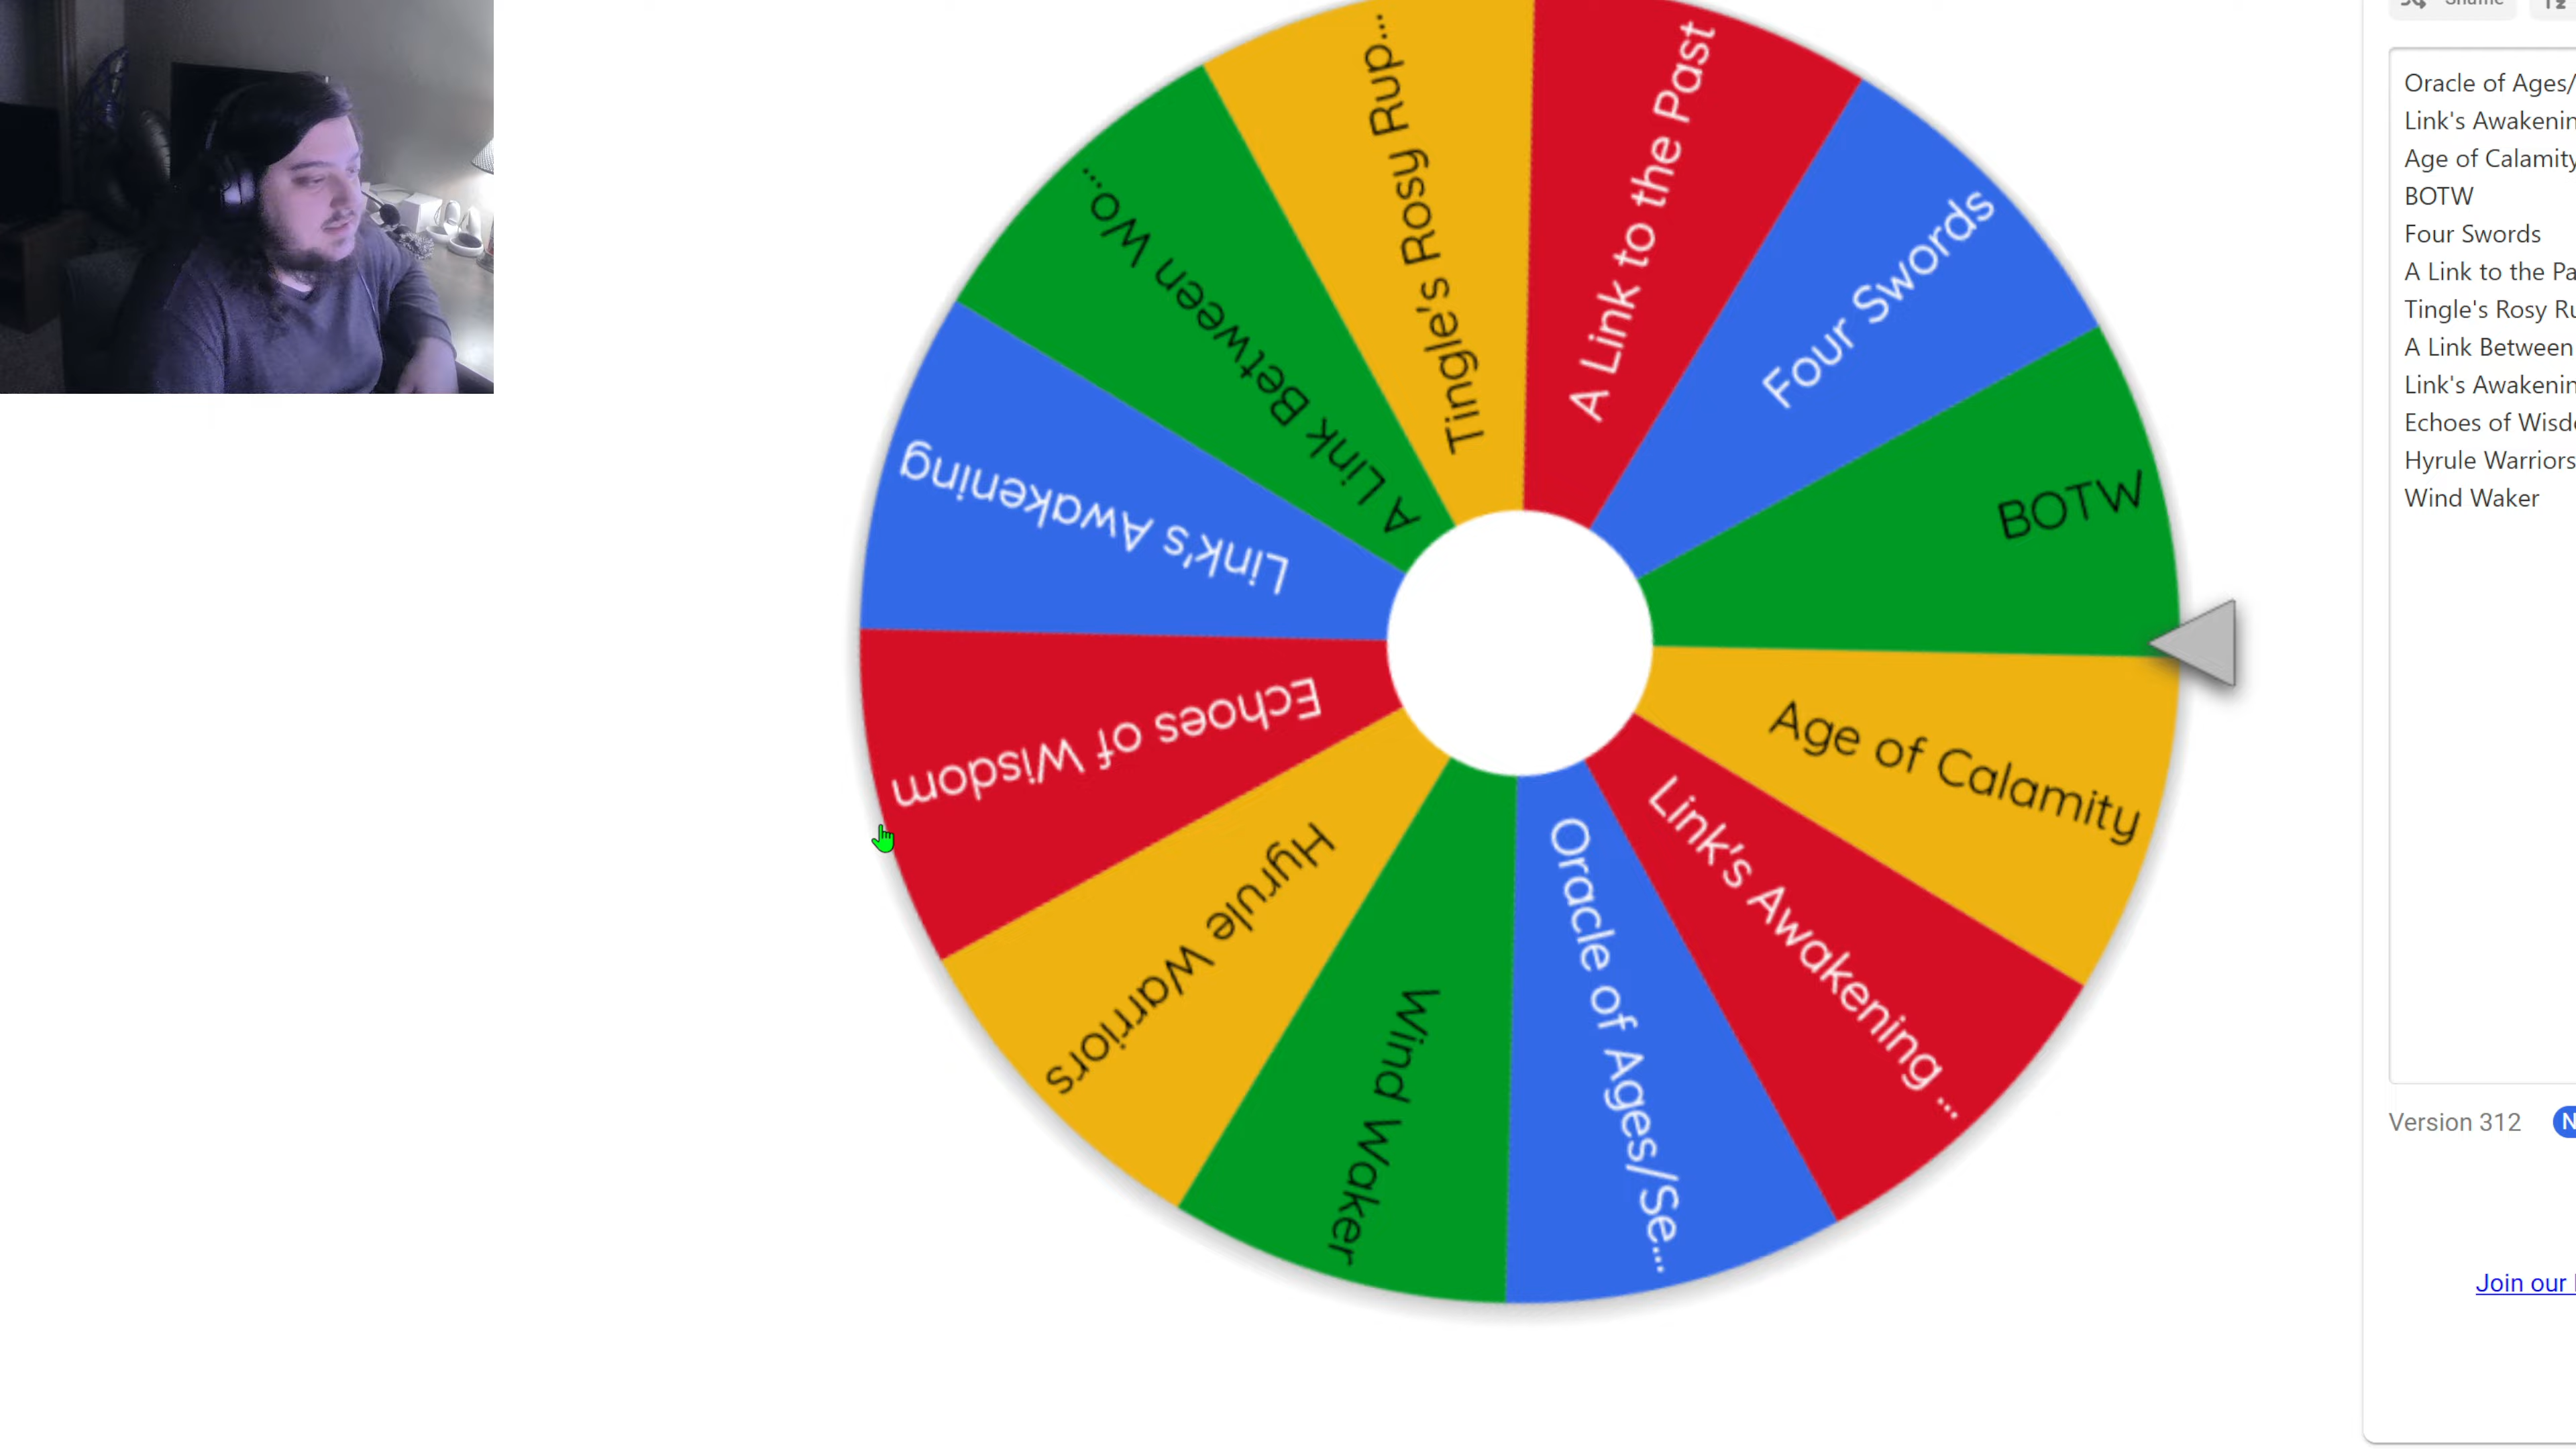 Tingle's Rosy Rup...
A Link to the Past
Four Swords
BOTW
Age of Calamity
Link's Awakening ...
Oracle of Ages/Se...
Wind Waker
Hyrule Warriors
Echoes of Wisdom
Link's Awakening
A Link Between Wo...
Oracle of Ages/
Link's Awakenin
Age of Calamity
BOTW
Four Swords
A Link to the Pa
Tingle's Rosy Ru
A Link Between
Link's Awakenin
Echoes of Wisd
Hyrule Warriors
Wind Waker
Version 312
N
Join our